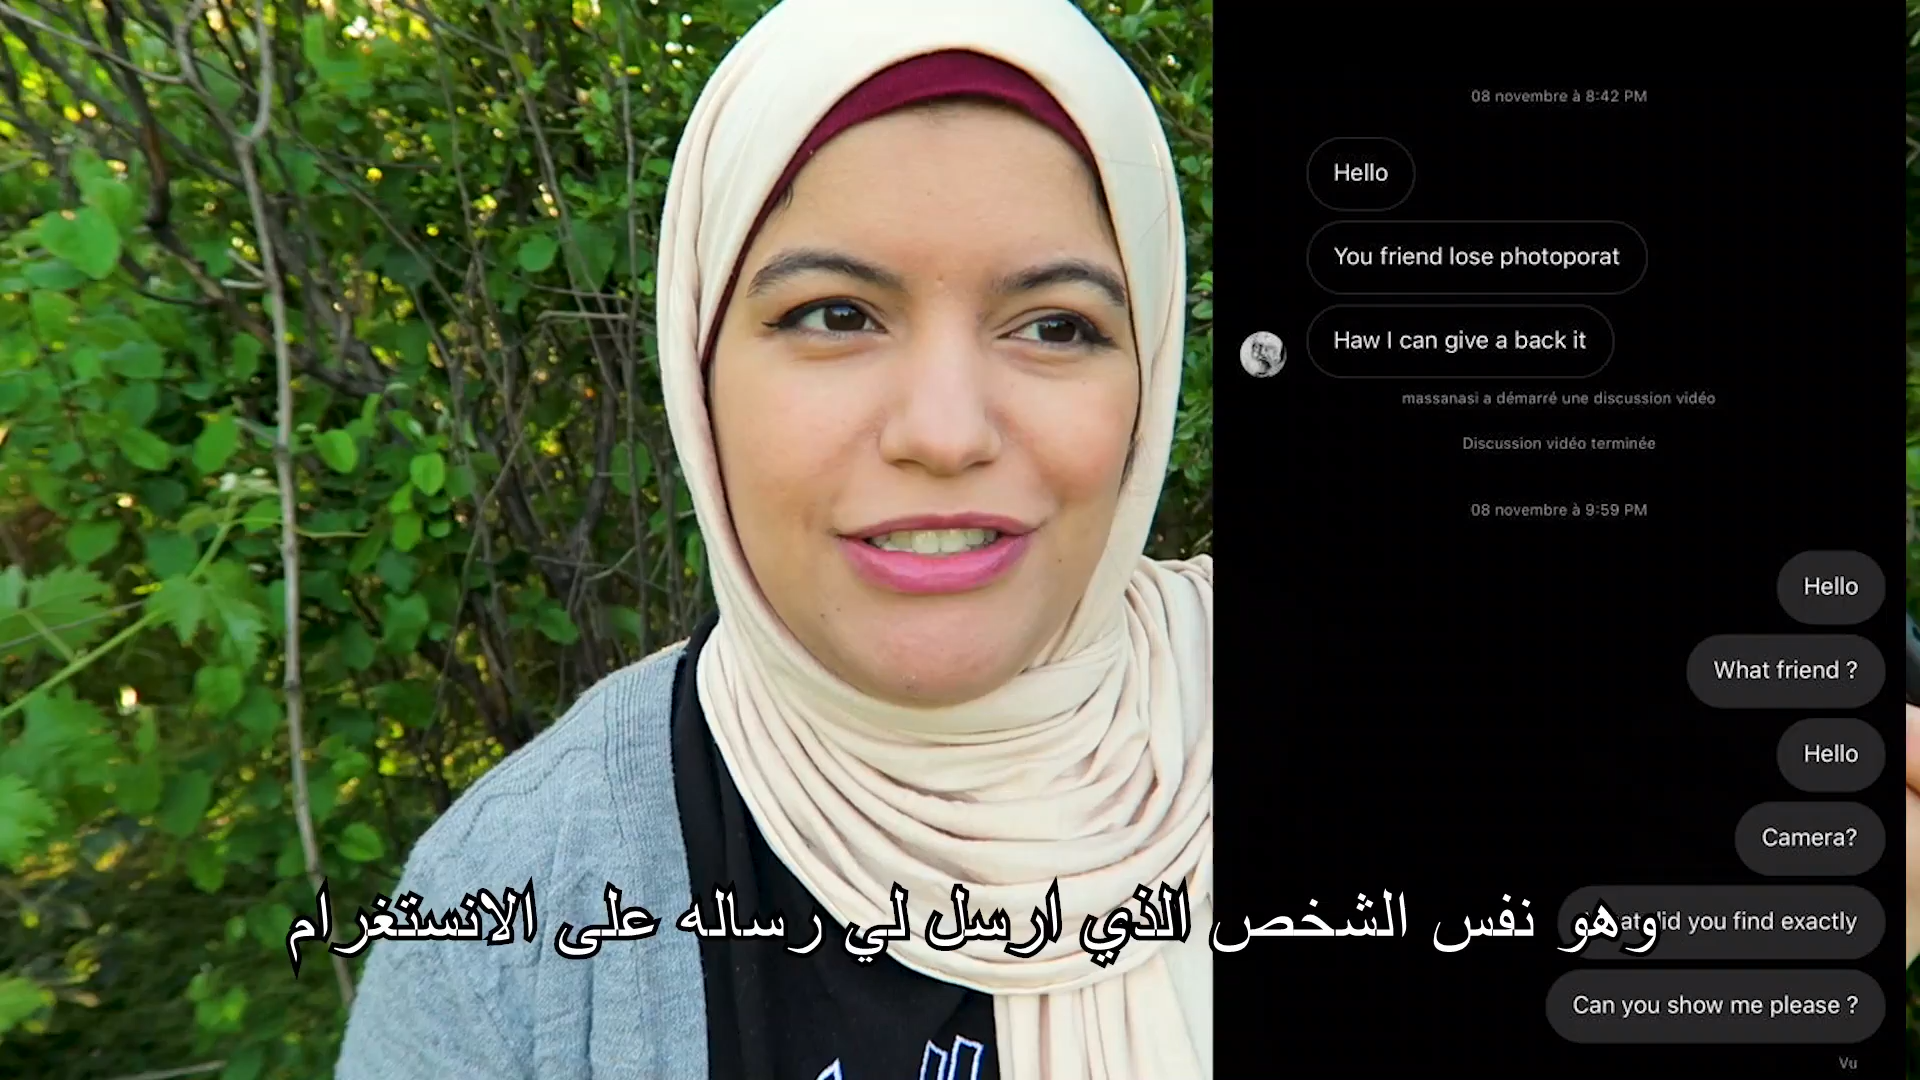 08 novembre à 8:42 PM
Hello
You friend lose photoporat
Haw I can give a back it
massanasi a démarré une discussion vidéo
Discussion vidéo terminée
08 novembre à 9:59 PM
Hello
What friend ?
Hello
Camera?
did you find exactly
وهو نفس الشخص الذي ارسل لي رساله على الانستغرام
Can you show me please ?
Vu